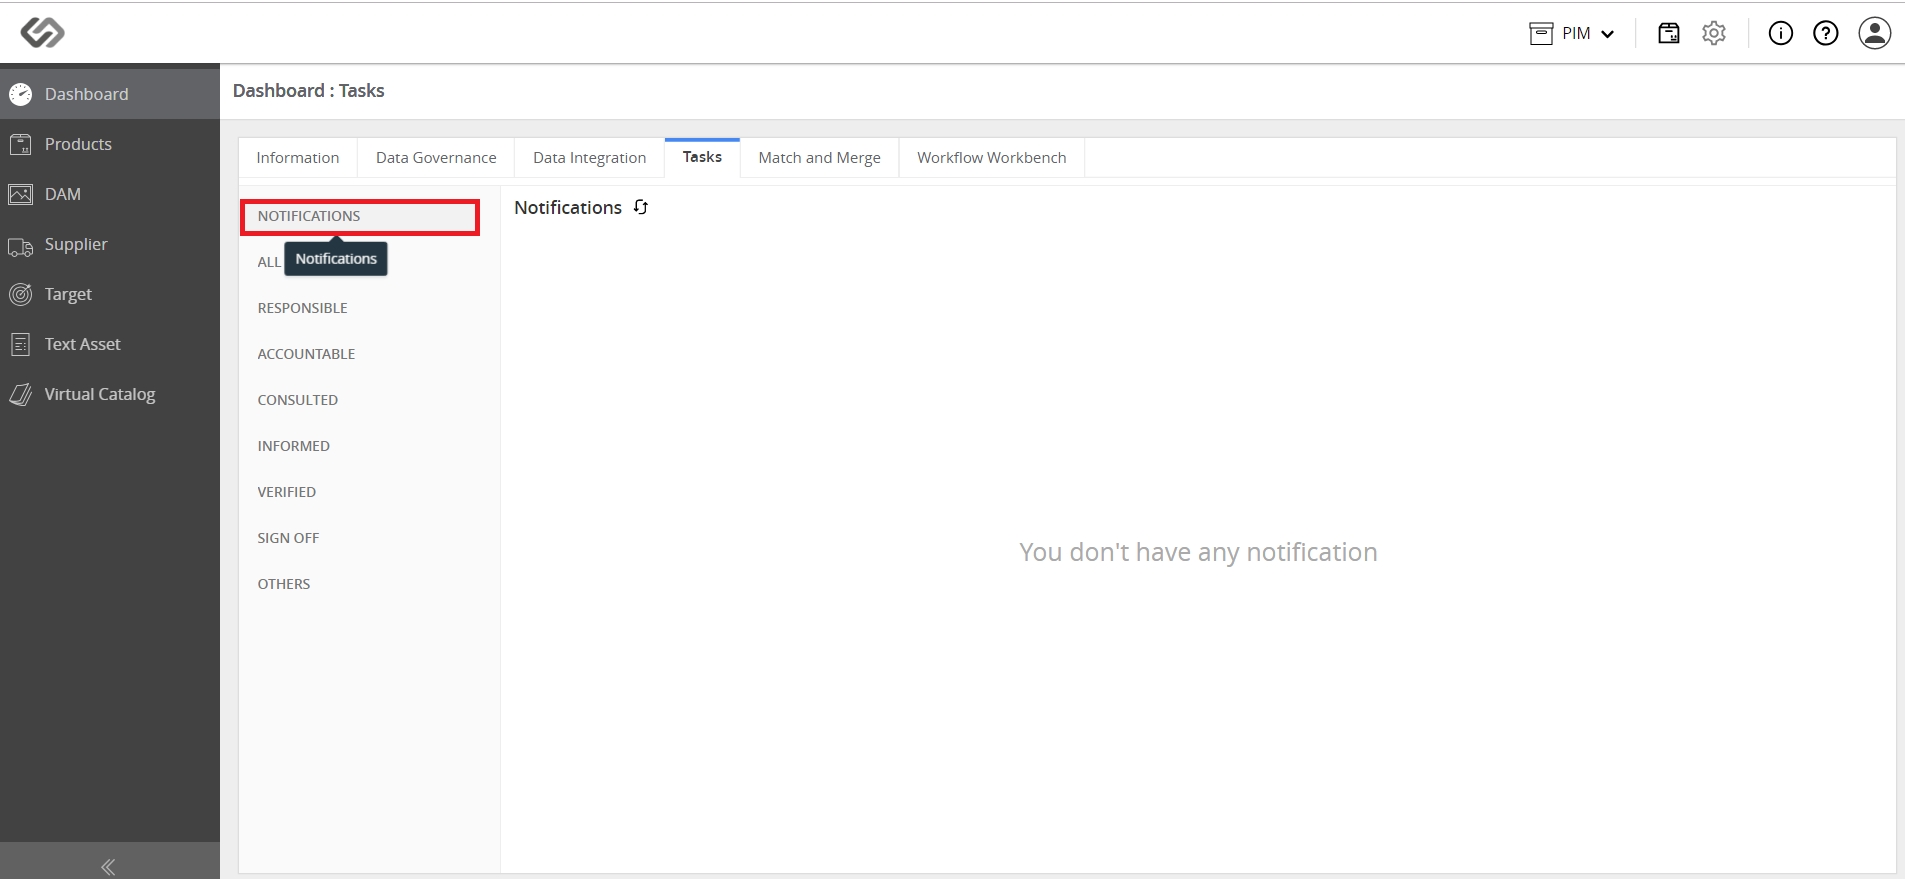 PIM
Dashboard
Products
DAM
Supplier
Target
Text Asset
Virtual Catalog
Dashboard : Tasks
Information
Data Governance
Data Integration
Tasks
Match and Merge
Workflow Workbench
NOTIFICATIONS
Notifications
ALL
RESPONSIBLE
ACCOUNTABLE
CONSULTED
INFORMED
VERIFIED
SIGN OFF
OTHERS
Notifications
You don't have any notification